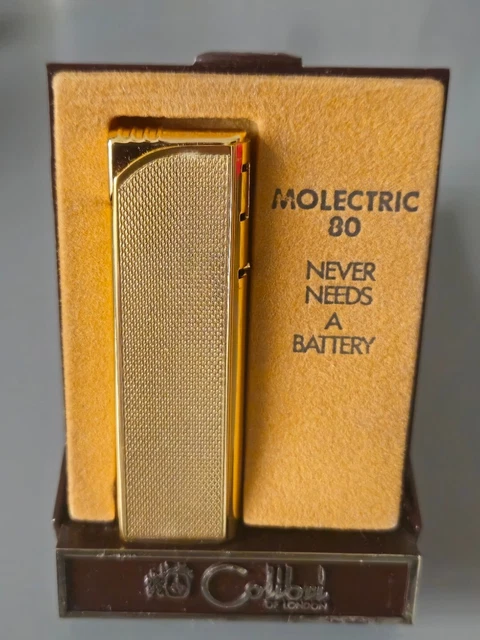 MOLECTRIC
80
NEVER
NEEDS
A
BATTERY
Colibri
OF LONDON